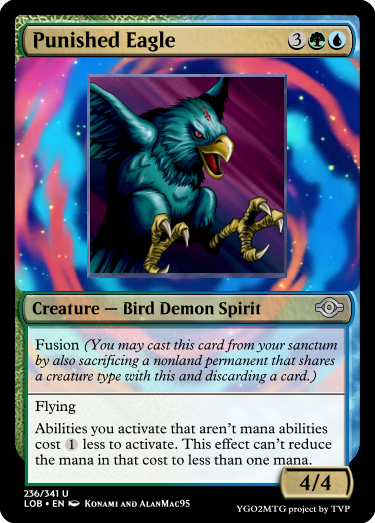 Punished Eagle 3
Creature — Bird Demon Spirit
Fusion (You may cast this card from your sanctum
by also sacrificing a nonland permanent that shares
a creature type with this and discarding a card.)
Flying
Abilities you activate that aren't mana abilities
cost 1 less to activate. This effect can't reduce
the mana in that cost to less than one mana.
4/4
236/341 U
LOB • EN Konami and AlanMac95
YGO2MTG project by TVP